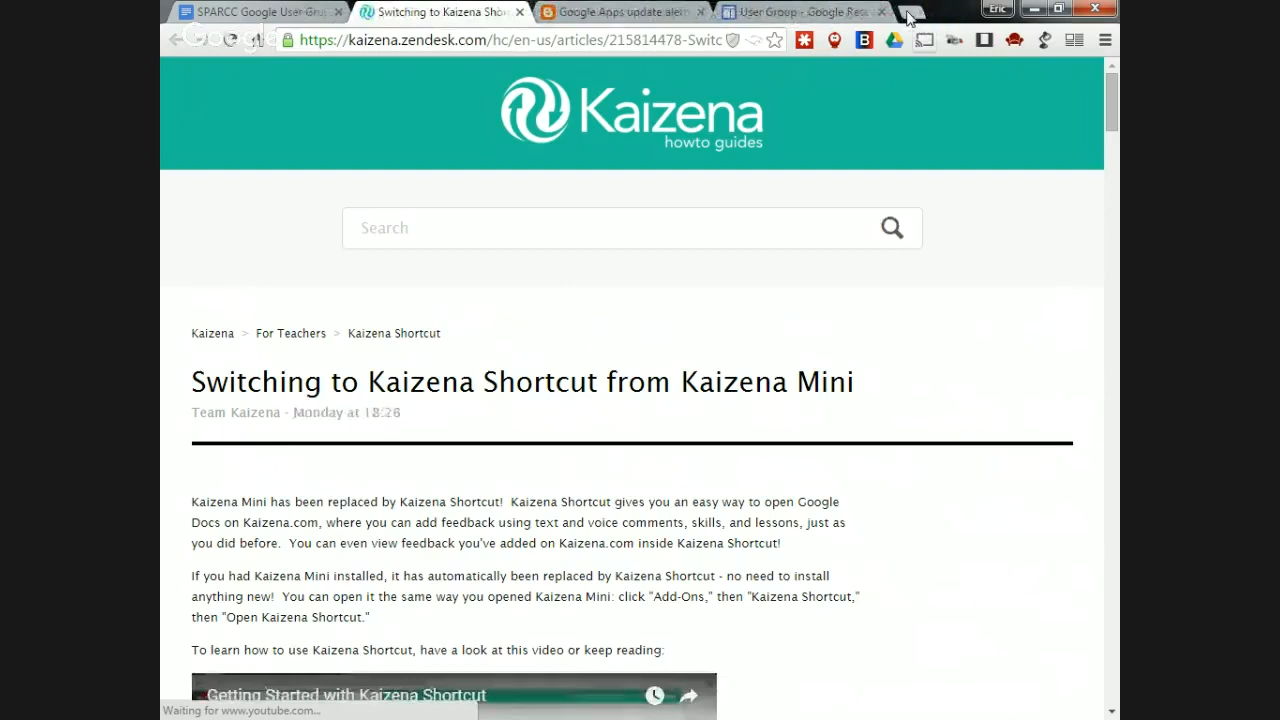 SPARCC Google User Gru
Switching to Kaizena Shor
Google Apps update alert
User Group - Google Res
Eric
https://kaizena.zendesk.com/hc/en-us/articles/215814478-Switc
Kaizena
howto guides
Search
Kaizena > For Teachers > Kaizena Shortcut
Switching to Kaizena Shortcut from Kaizena Mini
Team Kaizena - Monday at
Kaizena Mini has been replaced by Kaizena Shortcut! Kaizena Shortcut gives you an easy way to open Google
Docs on Kaizena.com, where you can add feedback using text and voice comments, skills, and lessons, just as
you did before. You can even view feedback you've added on Kaizena.com inside Kaizena Shortcut!
If you had Kaizena Mini installed, it has automatically been replaced by Kaizena Shortcut - no need to install
anything new! You can open it the same way you opened Kaizena Mini: click "Add-Ons," then "Kaizena Shortcut,"
then "Open Kaizena Shortcut."
To learn how to use Kaizena Shortcut, have a look at this video or keep reading:
Getting Started with Kaizena Shortcut
Waiting for www.youtube.com...